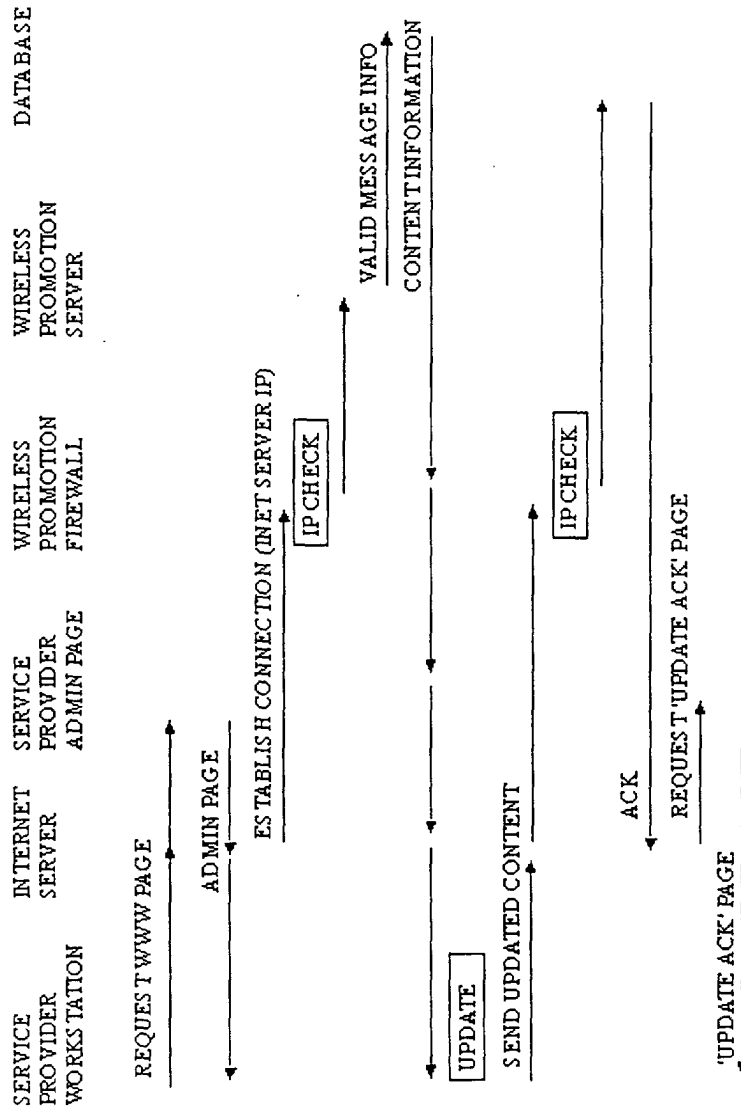 SERVICE
PROVIDER
WORKSTATION
INTERNET
SERVER
SERVICE
PROVIDER
ADMIN PAGE
WIRELESS
PROMOTION
FIREWALL
WIRELESS
PROMOTION
SERVER
DATABASE
REQUEST WWW PAGE
ADMIN PAGE
ESTABLISH CONNECTION (INET SERVER IP)
IP CHECK
VALID MESSAGE INFO
CONTENT INFORMATION
UPDATE
SEND UPDATED CONTENT
IP CHECK
ACK
REQUEST 'UPDATE ACK' PAGE
'UPDATE ACK' PAGE